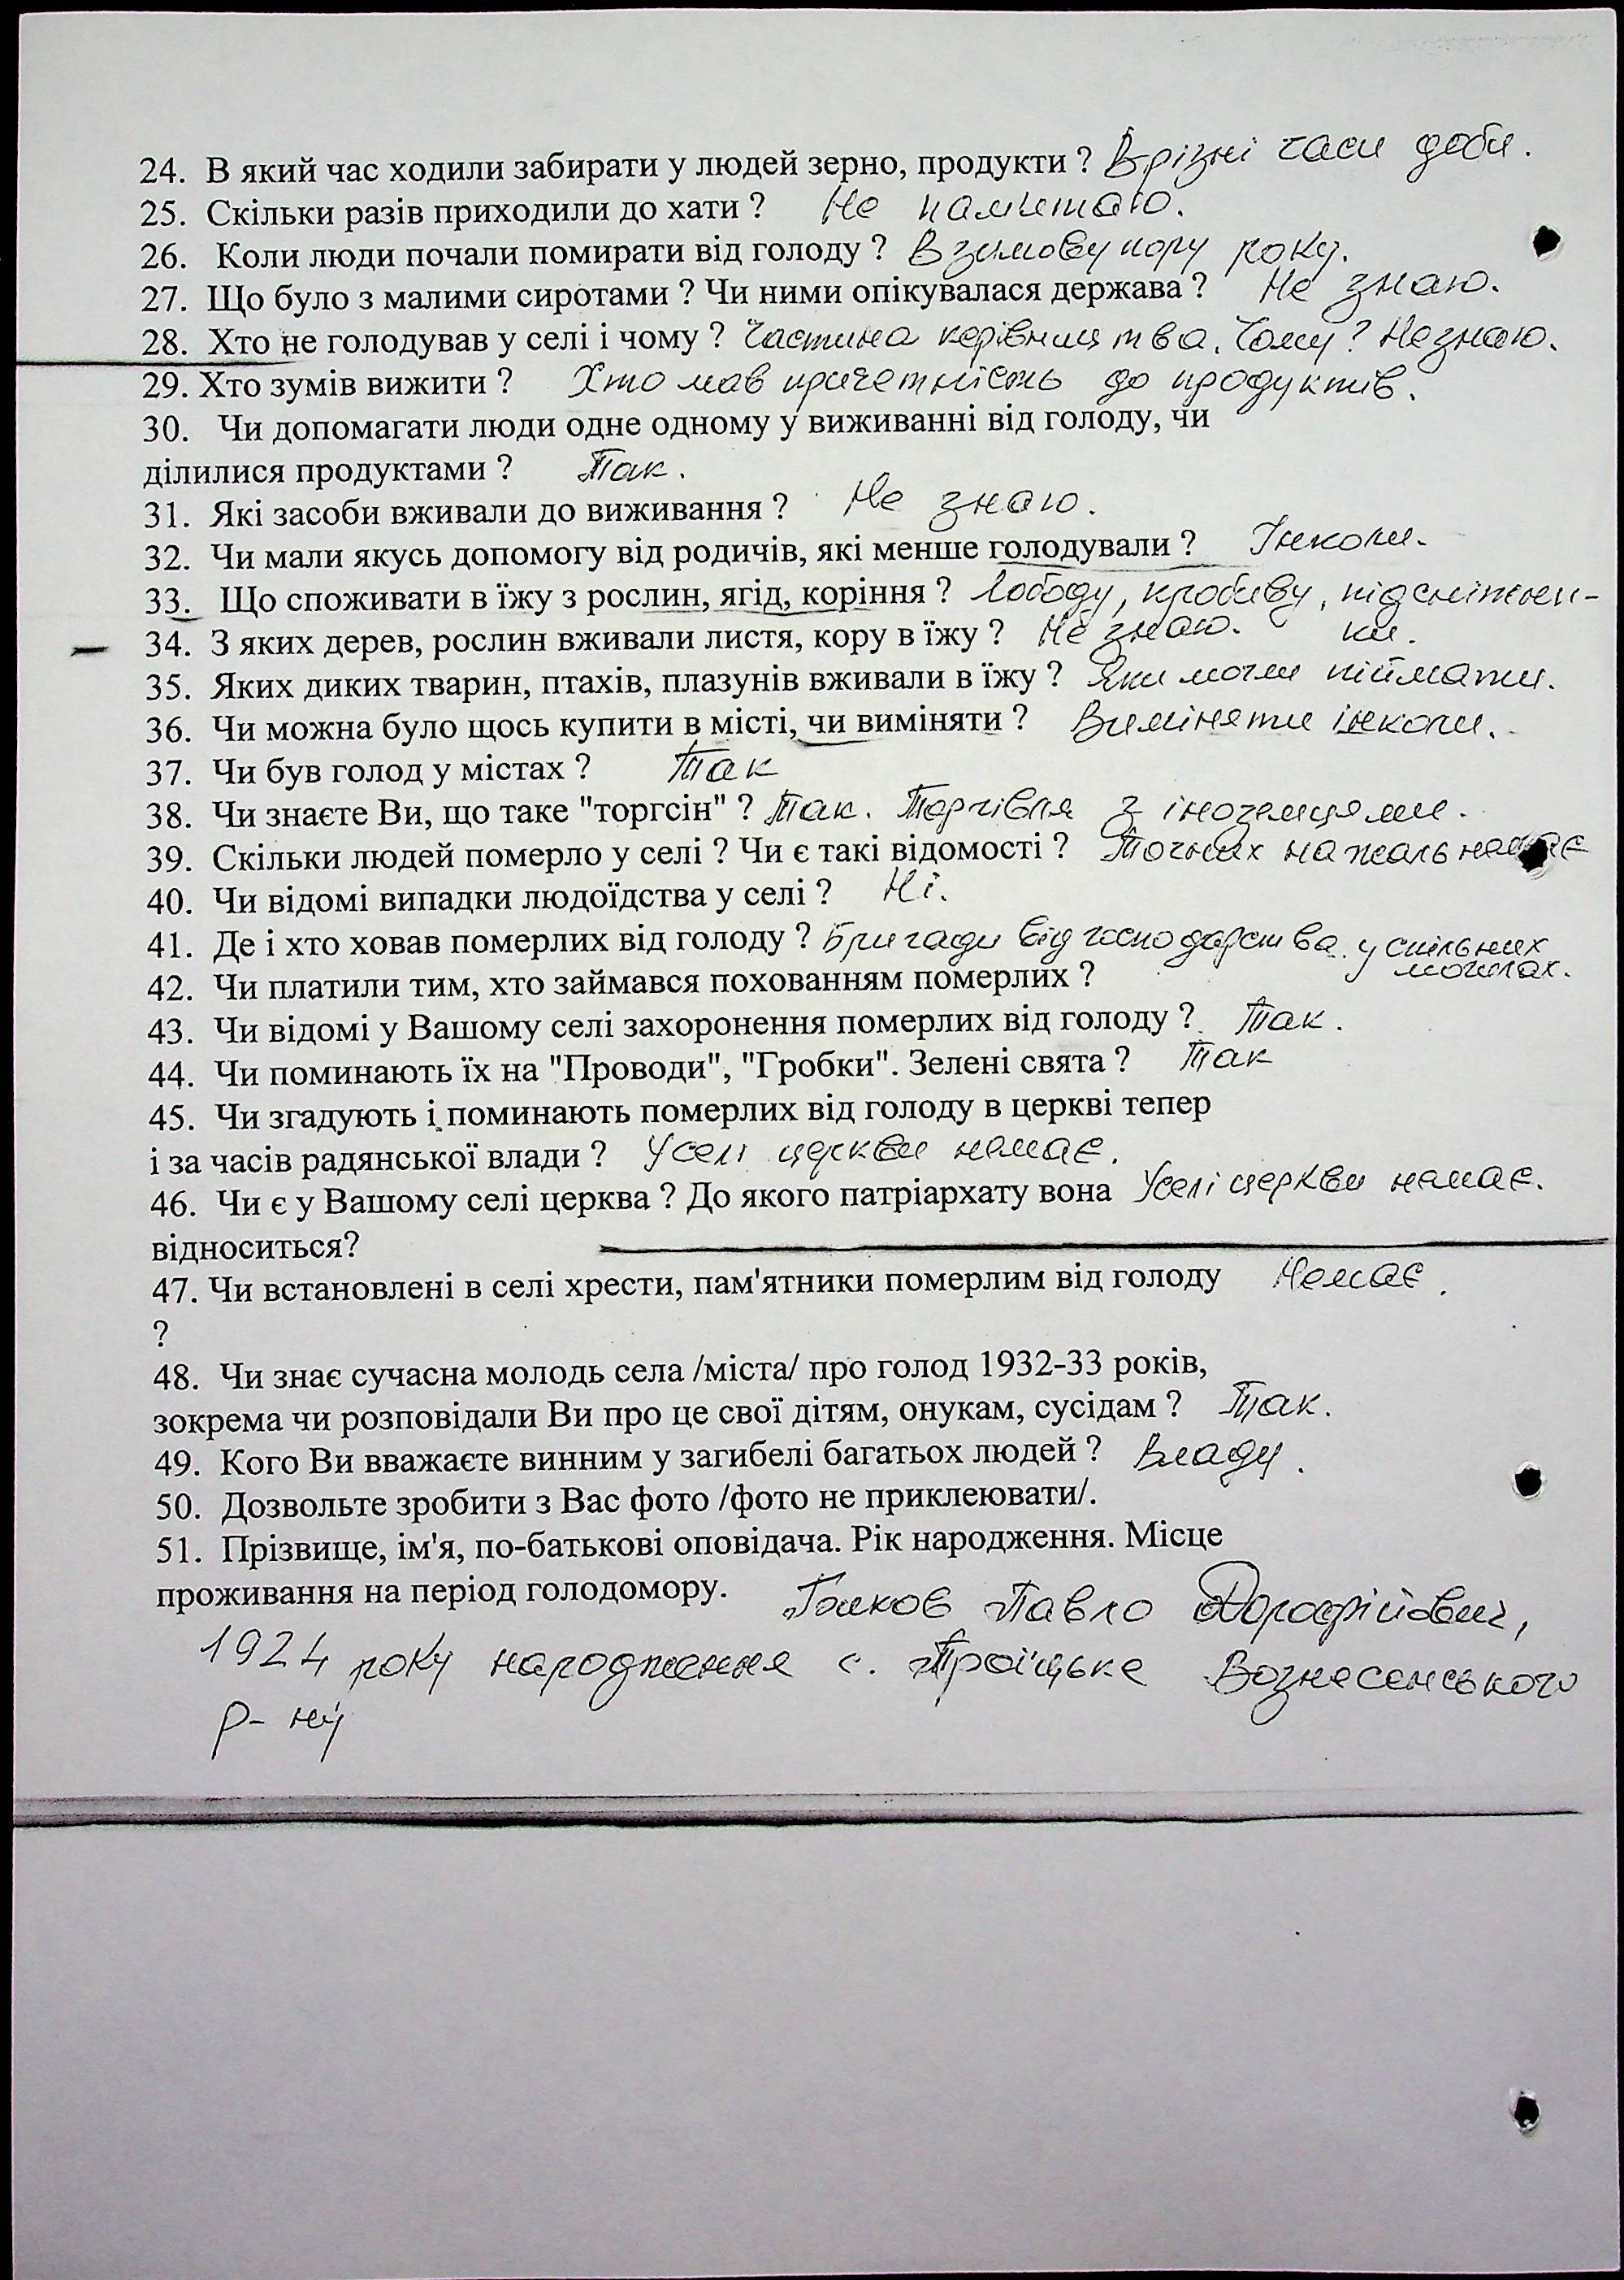 24. В який час ходили забирати у людей зерно, продукти ? В різні часи доби.
25. Скільки разів приходили до хати ? Не памитаю.
26. Коли люди почали помирати від голоду ? В зимову пору року.
27. Що було з малими сиротами ? Чи ними опікувалася держава ? Не знаю.
28. Хто не голодував у селі і чому ? Частина керівництва. Чому? Не знаю.
29. Хто зумів вижити ? Хто мав причетність до продуктів.
30. Чи допомагати люди одне одному у виживанні від голоду, чи
ділилися продуктами ? Так.
31. Які засоби вживали до виживання ? Не знаю.
32. Чи мали якусь допомогу від родичів, які менше голодували ? Інколи.
33. Що споживати в їжу з рослин, ягід, коріння ? Лободу, кробиву, підсніжни-
34. З яких дерев, рослин вживали листя, кору в їжу ? Не знаю. ки.
35. Яких диких тварин, птахів, плазунів вживали в їжу ? Яки могли піймати.
36. Чи можна було щось купити в місті, чи виміняти ? Виміняти інколи.
37. Чи був голод у містах ? Так
38. Чи знаєте Ви, що таке "торгсін" ? Так. Торгівля з іноземцями.
39. Скільки людей померло у селі ? Чи є такі відомості ? Точних на жаль немає
40. Чи відомі випадки людоїдства у селі ? Ні.
41. Де і хто ховав померлих від голоду ? Бригади від господарства у спільних
могилах.
42. Чи платили тим, хто займався похованням померлих ?
43. Чи відомі у Вашому селі захоронення померлих від голоду ? Так.
44. Чи поминають їх на "Проводи", "Гробки". Зелені свята ? Так
45. Чи згадують і поминають померлих від голоду в церкві тепер
і за часів радянської влади ? У селі церкви немає.
46. Чи є у Вашому селі церква ? До якого патріархату вона У селі церкви немає.
відноситься?
47. Чи встановлені в селі хрести, пам'ятники померлим від голоду Немає.
?
48. Чи знає сучасна молодь села /міста/ про голод 1932-33 років,
зокрема чи розповідали Ви про це свої дітям, онукам, сусідам ? Так.
49. Кого Ви вважаєте винним у загибелі багатьох людей ? Владу.
50. Дозвольте зробити з Вас фото /фото не приклеювати/.
51. Прізвище, ім'я, по-батькові оповідача. Рік народження. Місце
проживання на період голодомору. Павло Дорофійович,
1924 року народження с. Троїцьке Вознесенського
р-ну